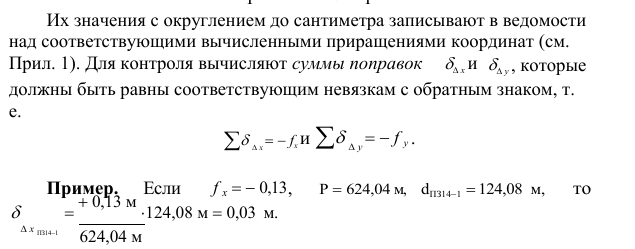 Их значения с округлением до сантиметра записывают в ведомости
над соответствующими вычисленными приращениями координат (см.
Прил. 1). Для контроля вычисляют суммы поправок δΔx и δΔy, которые
должны быть равны соответствующим невязкам с обратным знаком, т.
е.
∑δΔx = − fx и ∑δΔy = − fy.
Пример. Если fx = − 0,13, P = 624,04 м, dПЗ14−1 = 124,08 м, то
δΔx ПЗ14−1 = + 0,13 м / 624,04 м ·124,08 м = 0,03 м.